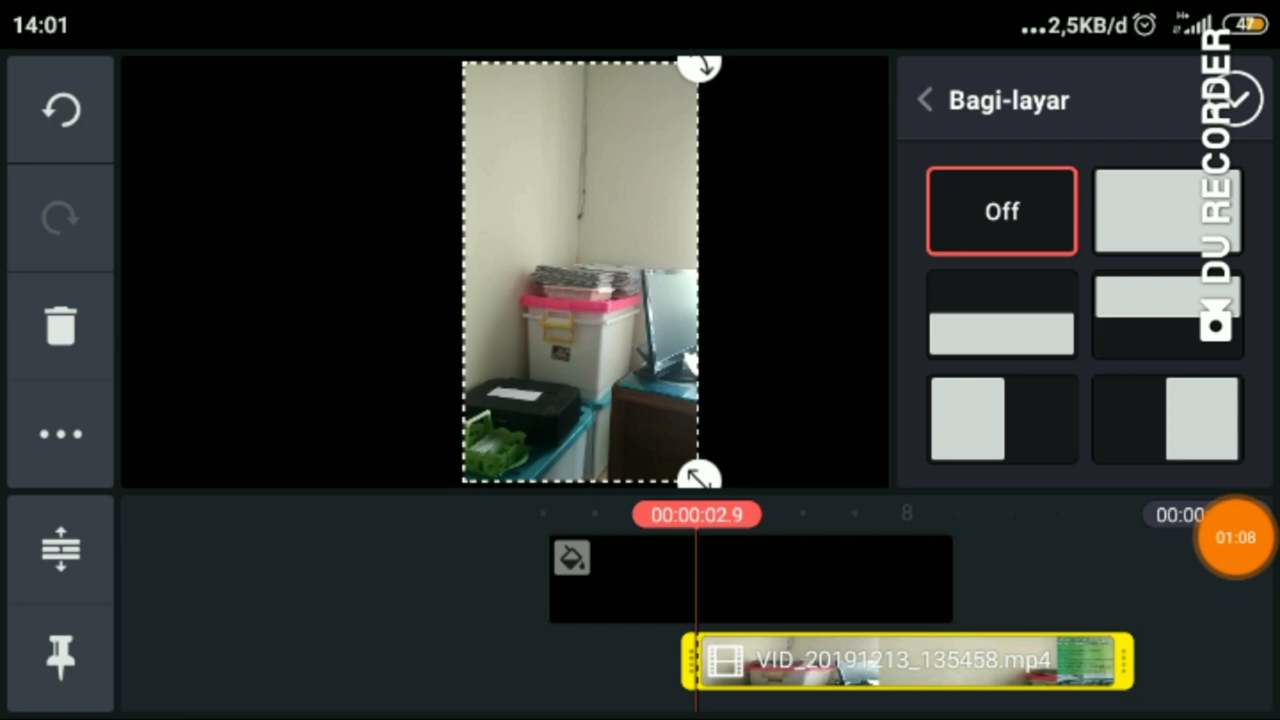 14:01
...2,5KB/d
H+
47
Bagi-layar
Off
DU RECORDER
00:00:02.9
8
00:00
01:08
VID_20191213_135458.mp4